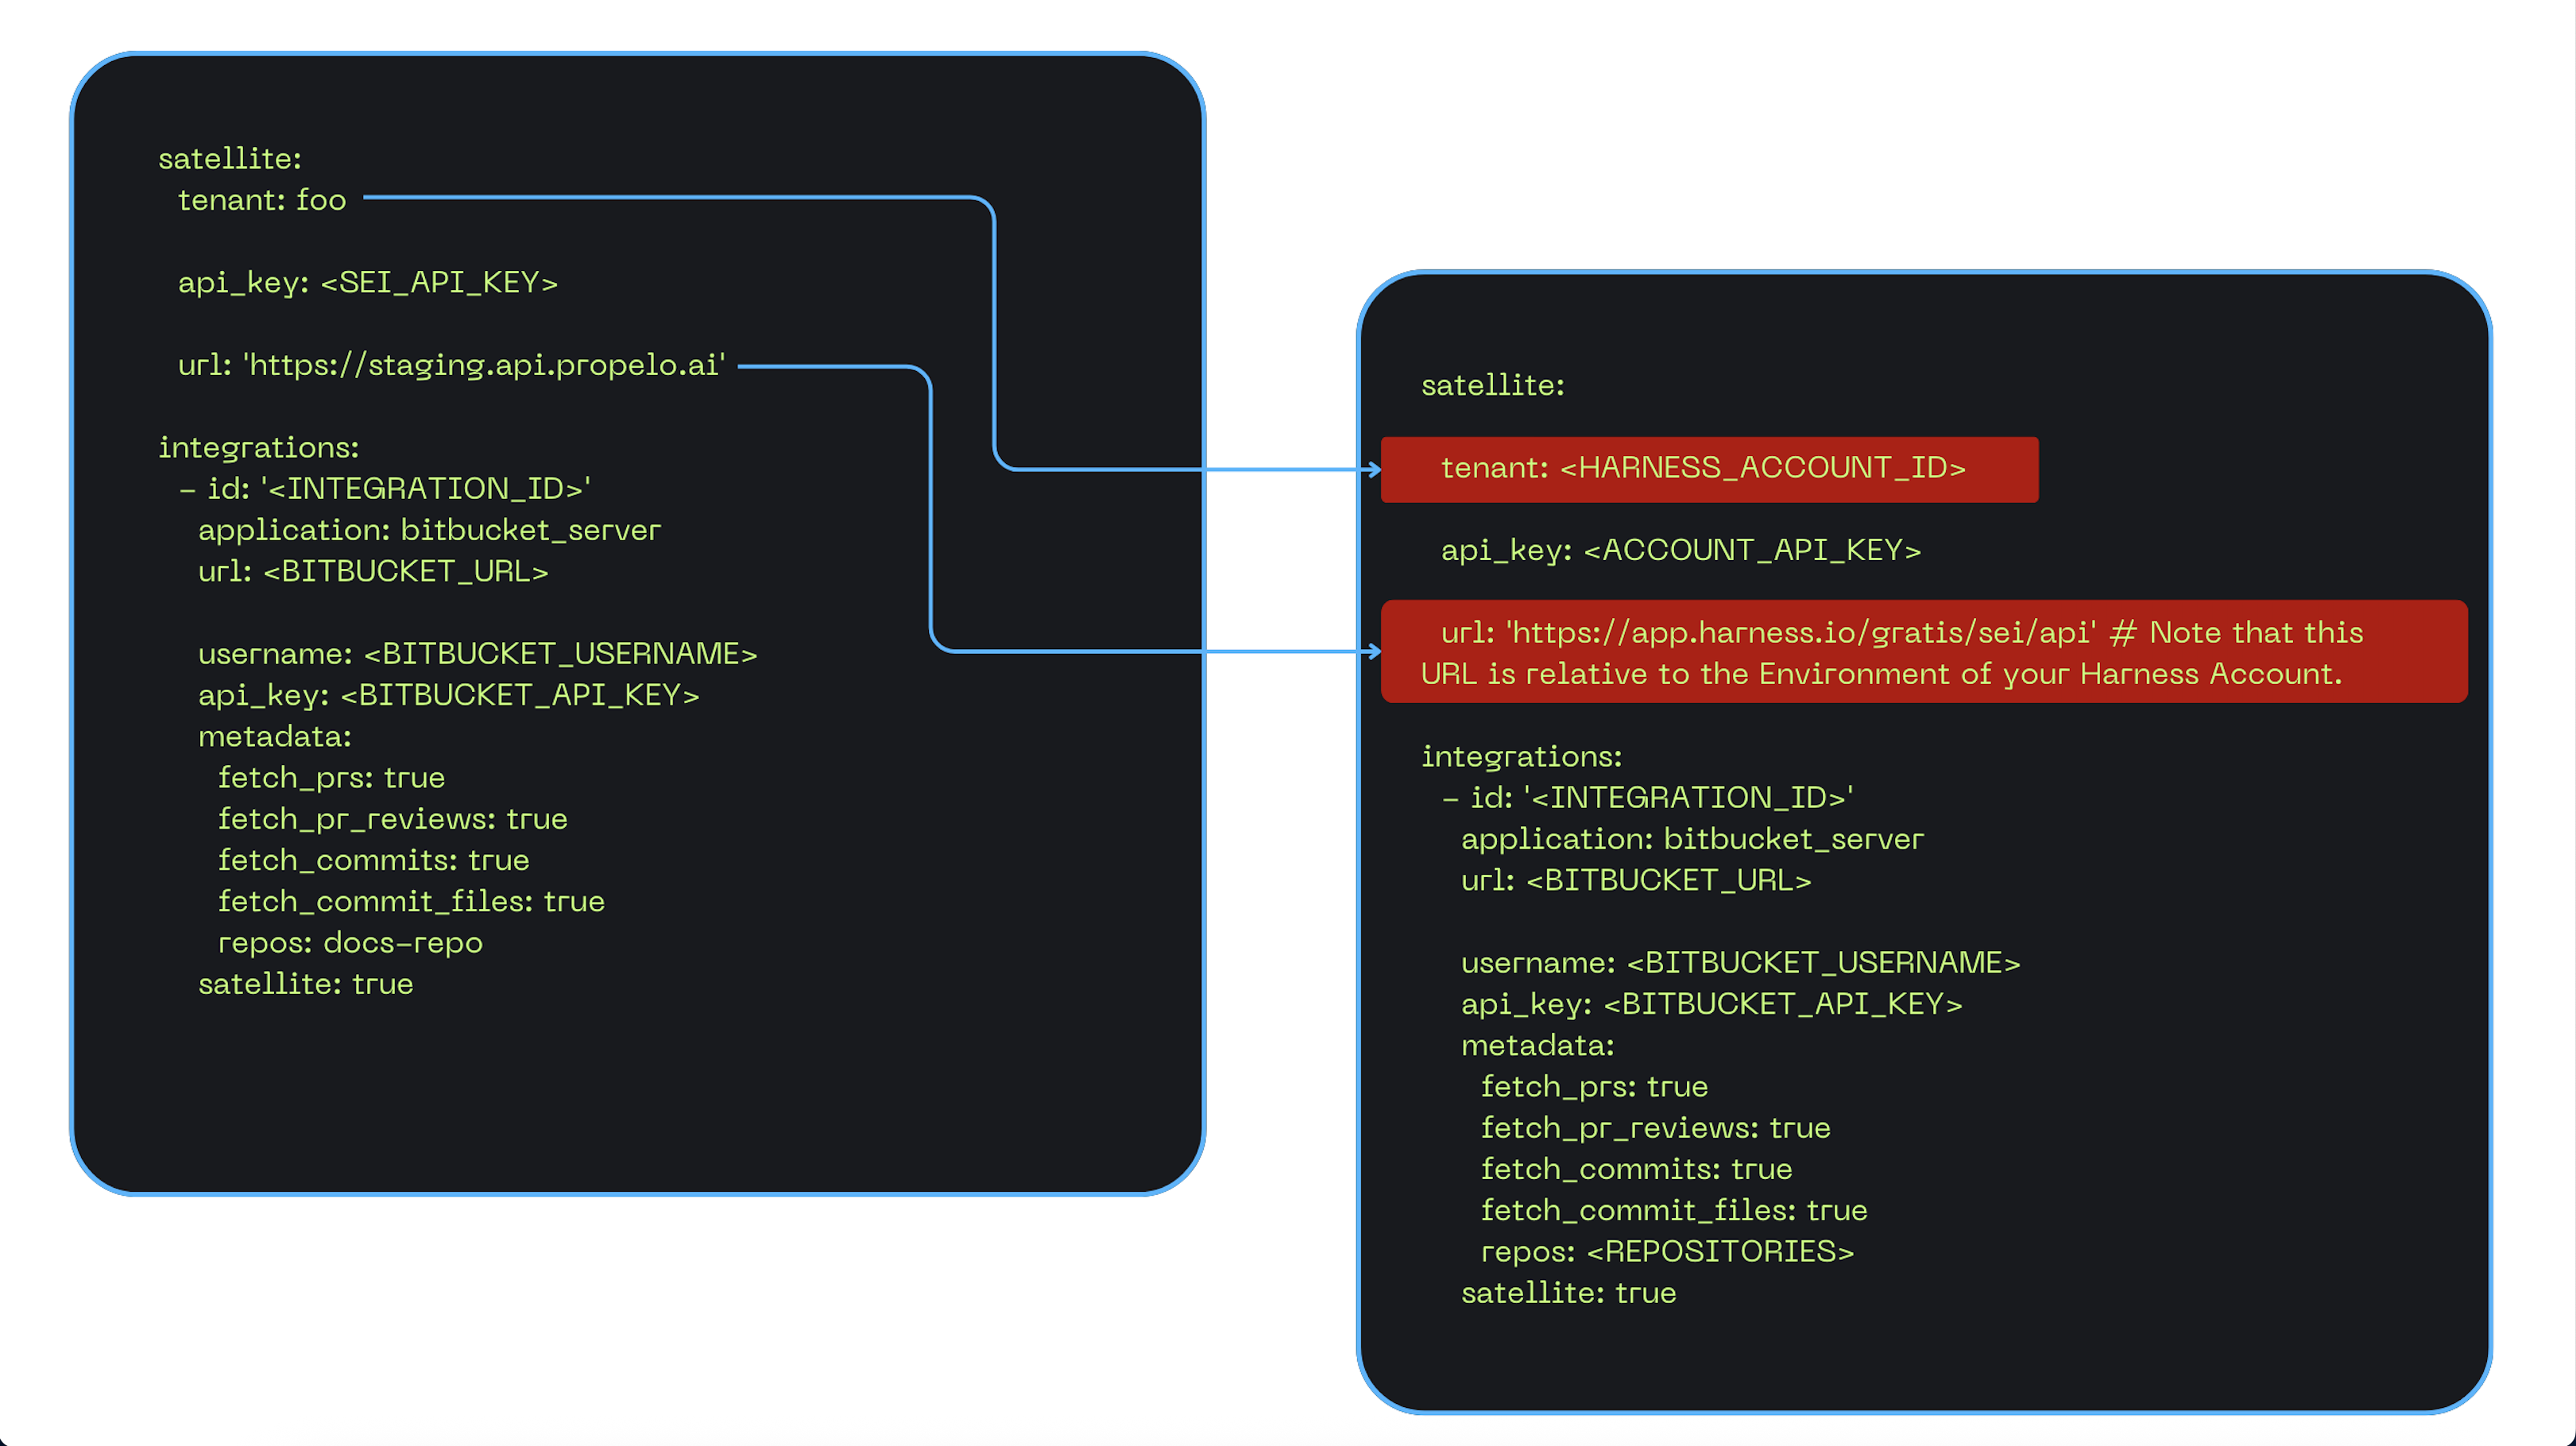 satellite:
tenant: foo
api_key: <SEI_API_KEY>
url: 'https://staging.api.propelo.ai'
integrations:
- id: '<INTEGRATION_ID>'
application: bitbucket_server
url: <BITBUCKET_URL>
username: <BITBUCKET_USERNAME>
api_key: <BITBUCKET_API_KEY>
metadata:
fetch_prs: true
fetch_pr_reviews: true
fetch_commits: true
fetch_commit_files: true
repos: docs-repo
satellite: true
satellite:
tenant: <HARNESS_ACCOUNT_ID>
api_key: <ACCOUNT_API_KEY>
url: 'https://app.harness.io/gratis/sei/api' # Note that this
URL is relative to the Environment of your Harness Account.
integrations:
- id: '<INTEGRATION_ID>'
application: bitbucket_server
url: <BITBUCKET_URL>
username: <BITBUCKET_USERNAME>
api_key: <BITBUCKET_API_KEY>
metadata:
fetch_prs: true
fetch_pr_reviews: true
fetch_commits: true
fetch_commit_files: true
repos: <REPOSITORIES>
satellite: true